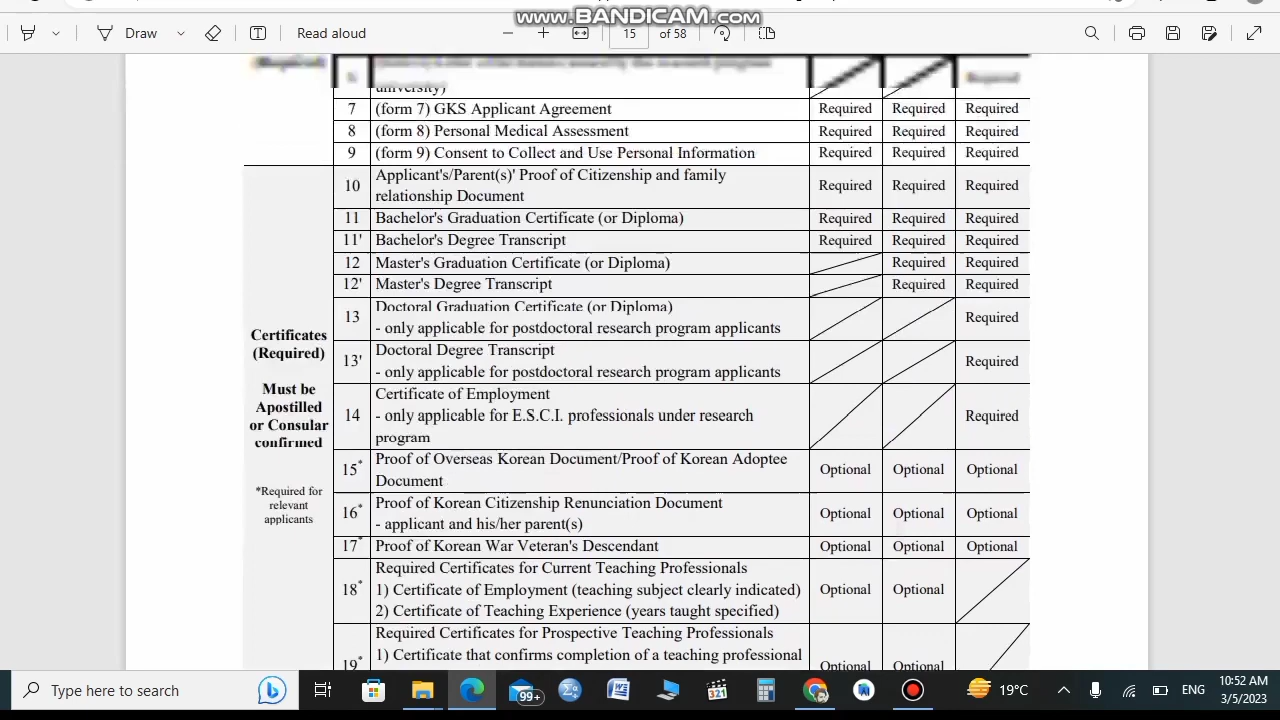 www.BANDICAM.com
Draw
Read aloud
15 of 58
university)
7 (form 7) GKS Applicant Agreement Required Required Required
8 (form 8) Personal Medical Assessment Required Required Required
9 (form 9) Consent to Collect and Use Personal Information Required Required Required
Certificates
(Required)
Must be
Apostilled
or Consular
confirmed
*Required for
relevant
applicants
10 Applicant's/Parent(s)' Proof of Citizenship and family
relationship Document Required Required Required
11 Bachelor's Graduation Certificate (or Diploma) Required Required Required
11' Bachelor's Degree Transcript Required Required Required
12 Master's Graduation Certificate (or Diploma) Required Required
12' Master's Degree Transcript Required Required
13 Doctoral Graduation Certificate (or Diploma)
- only applicable for postdoctoral research program applicants Required
13' Doctoral Degree Transcript
- only applicable for postdoctoral research program applicants Required
14 Certificate of Employment
- only applicable for E.S.C.I. professionals under research
program Required
15* Proof of Overseas Korean Document/Proof of Korean Adoptee
Document Optional Optional Optional
16* Proof of Korean Citizenship Renunciation Document
- applicant and his/her parent(s) Optional Optional Optional
17* Proof of Korean War Veteran's Descendant Optional Optional Optional
18* Required Certificates for Current Teaching Professionals
1) Certificate of Employment (teaching subject clearly indicated)
2) Certificate of Teaching Experience (years taught specified) Optional Optional
19* Required Certificates for Prospective Teaching Professionals
1) Certificate that confirms completion of a teaching professional Optional Optional
Type here to search
99+
321
19°C
ENG
10:52 AM
3/5/2023